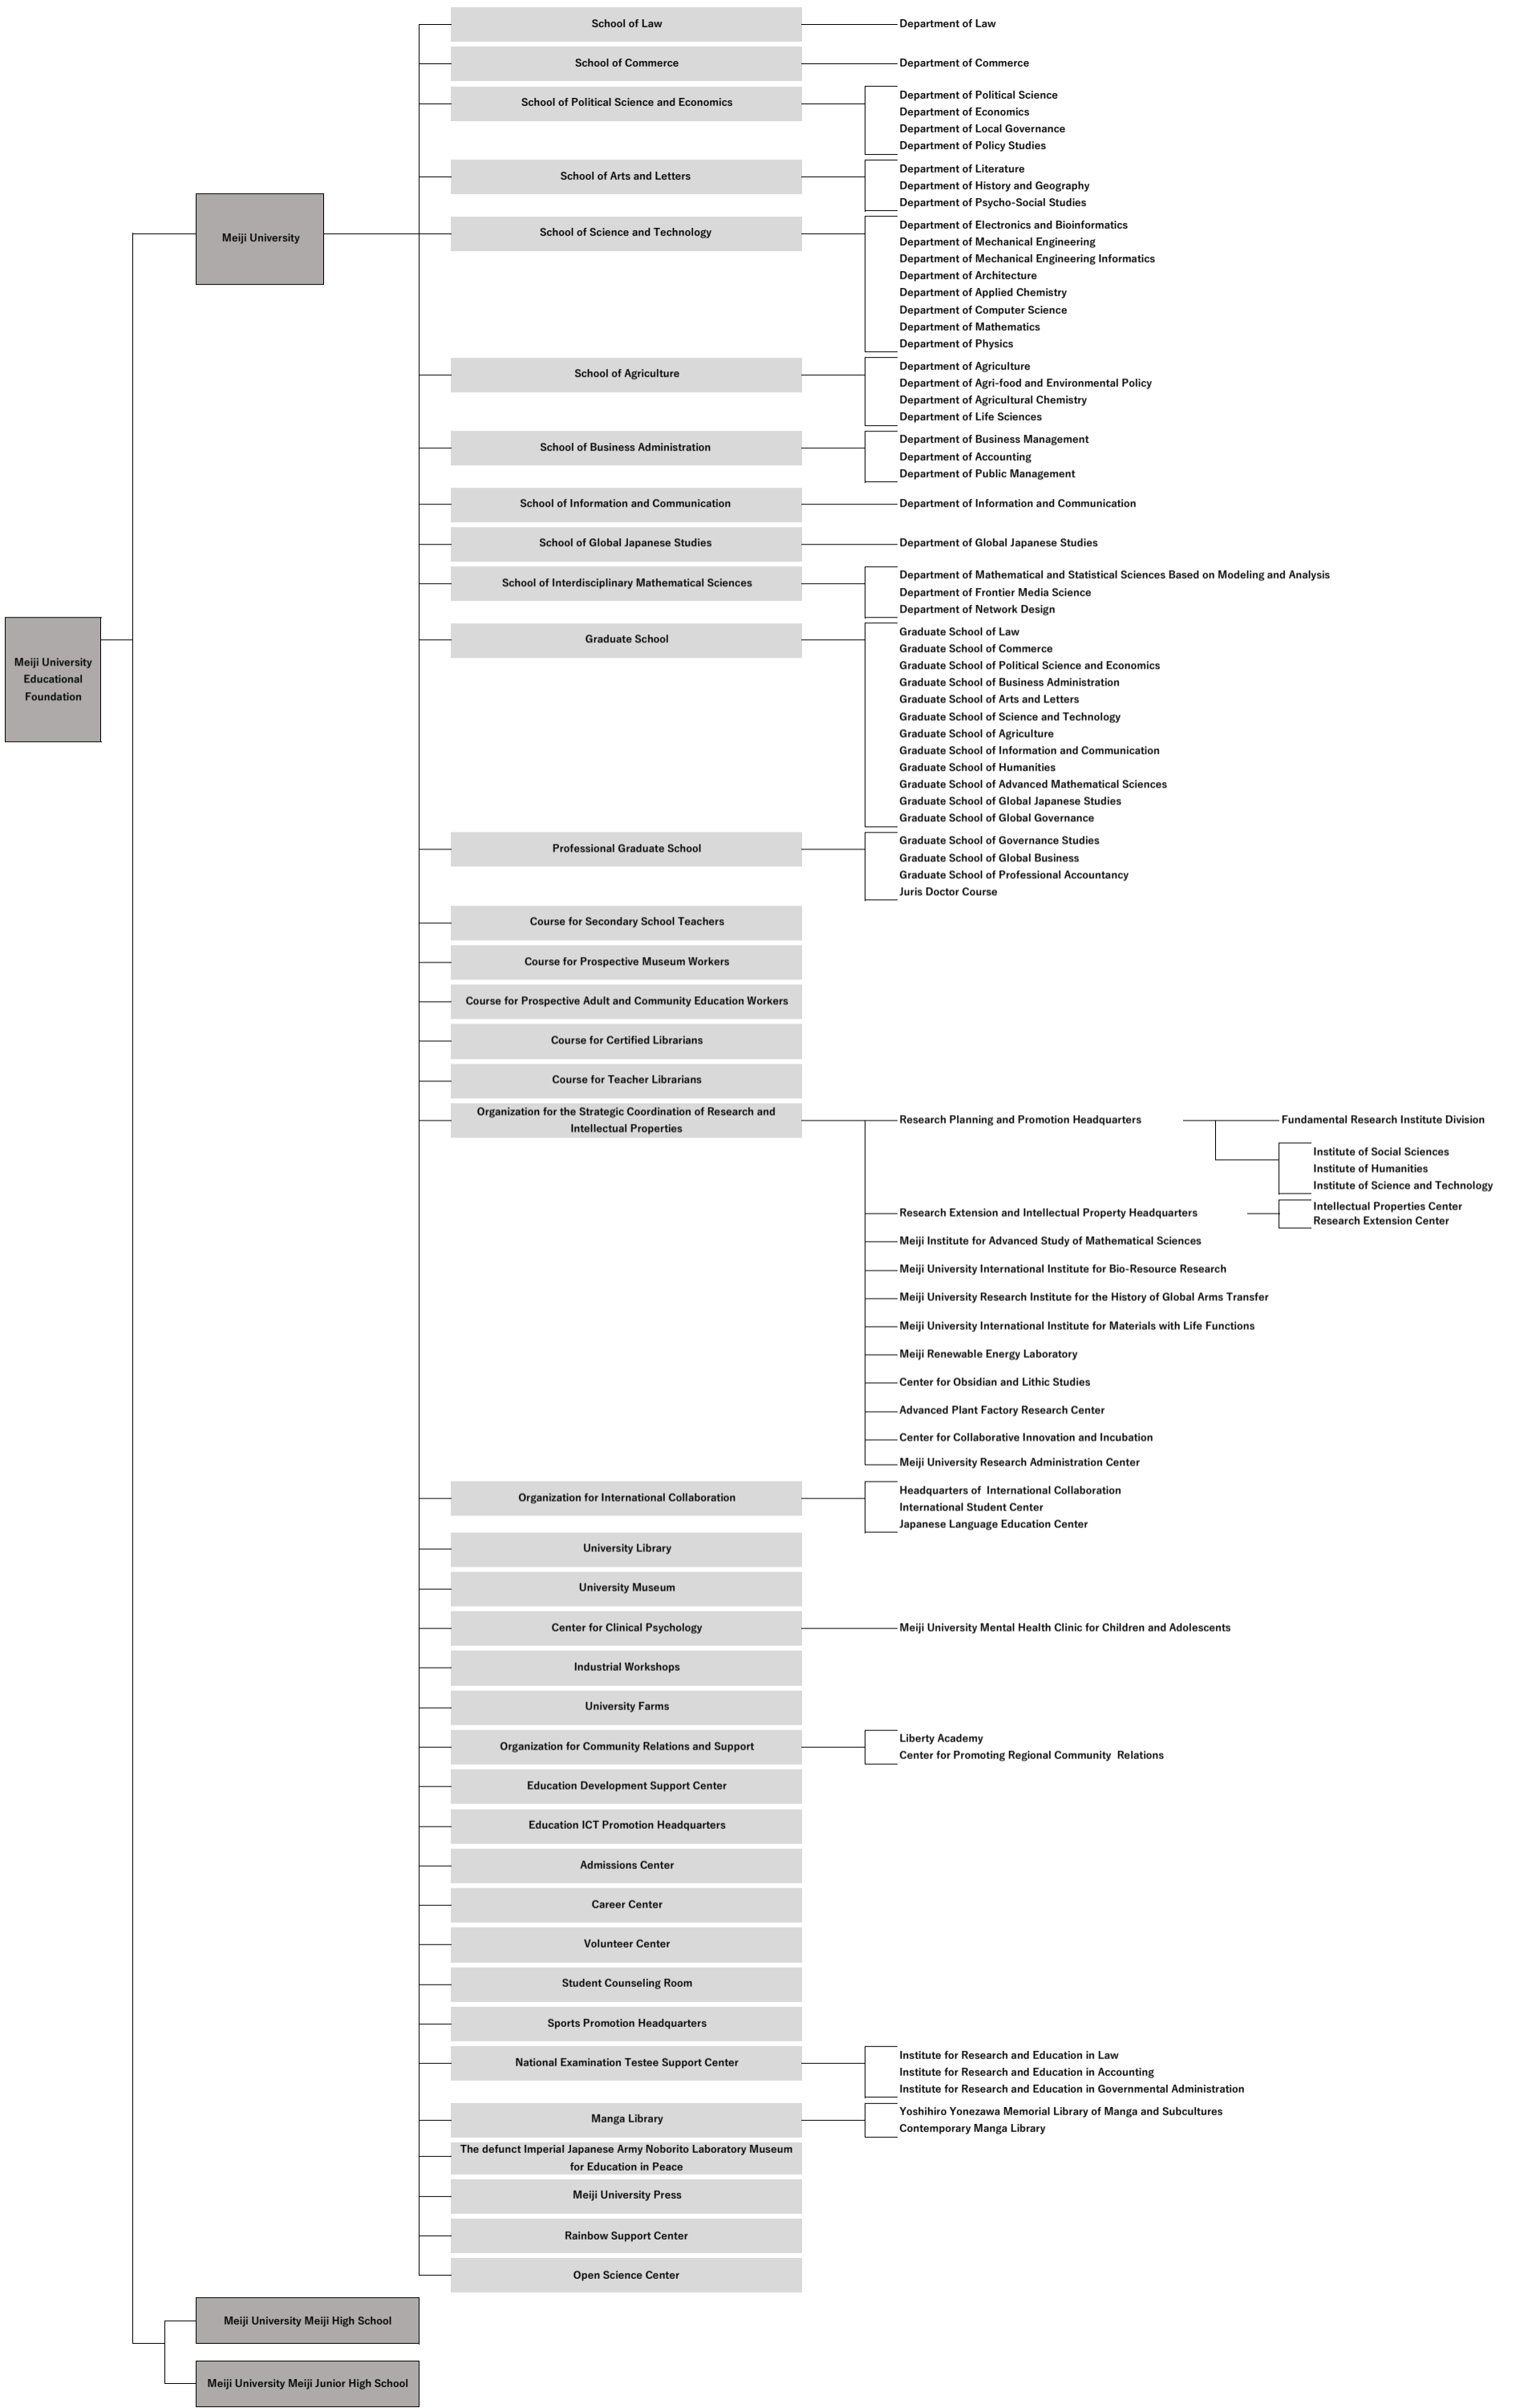 Meiji University
Educational
Foundation
Meiji University
School of Law
Department of Law
School of Commerce
Department of Commerce
School of Political Science and Economics
Department of Political Science
Department of Economics
Department of Local Governance
Department of Policy Studies
School of Arts and Letters
Department of Literature
Department of History and Geography
Department of Psycho-Social Studies
School of Science and Technology
Department of Electronics and Bioinformatics
Department of Mechanical Engineering
Department of Mechanical Engineering Informatics
Department of Architecture
Department of Applied Chemistry
Department of Computer Science
Department of Mathematics
Department of Physics
School of Agriculture
Department of Agriculture
Department of Agri-food and Environmental Policy
Department of Agricultural Chemistry
Department of Life Sciences
School of Business Administration
Department of Business Management
Department of Accounting
Department of Public Management
School of Information and Communication
Department of Information and Communication
School of Global Japanese Studies
Department of Global Japanese Studies
School of Interdisciplinary Mathematical Sciences
Department of Mathematical and Statistical Sciences Based on Modeling and Analysis
Department of Frontier Media Science
Department of Network Design
Graduate School
Graduate School of Law
Graduate School of Commerce
Graduate School of Political Science and Economics
Graduate School of Business Administration
Graduate School of Arts and Letters
Graduate School of Science and Technology
Graduate School of Agriculture
Graduate School of Information and Communication
Graduate School of Humanities
Graduate School of Advanced Mathematical Sciences
Graduate School of Global Japanese Studies
Graduate School of Global Governance
Professional Graduate School
Graduate School of Governance Studies
Graduate School of Global Business
Graduate School of Professional Accountancy
Juris Doctor Course
Course for Secondary School Teachers
Course for Prospective Museum Workers
Course for Prospective Adult and Community Education Workers
Course for Certified Librarians
Course for Teacher Librarians
Organization for the Strategic Coordination of Research and
Intellectual Properties
Research Planning and Promotion Headquarters
Fundamental Research Institute Division
Institute of Social Sciences
Institute of Humanities
Institute of Science and Technology
Research Extension and Intellectual Property Headquarters
Intellectual Properties Center
Research Extension Center
Meiji Institute for Advanced Study of Mathematical Sciences
Meiji University International Institute for Bio-Resource Research
Meiji University Research Institute for the History of Global Arms Transfer
Meiji University International Institute for Materials with Life Functions
Meiji Renewable Energy Laboratory
Center for Obsidian and Lithic Studies
Advanced Plant Factory Research Center
Center for Collaborative Innovation and Incubation
Meiji University Research Administration Center
Organization for International Collaboration
Headquarters of International Collaboration
International Student Center
Japanese Language Education Center
University Library
University Museum
Center for Clinical Psychology
Meiji University Mental Health Clinic for Children and Adolescents
Industrial Workshops
University Farms
Organization for Community Relations and Support
Liberty Academy
Center for Promoting Regional Community Relations
Education Development Support Center
Education ICT Promotion Headquarters
Admissions Center
Career Center
Volunteer Center
Student Counseling Room
Sports Promotion Headquarters
National Examination Testee Support Center
Institute for Research and Education in Law
Institute for Research and Education in Accounting
Institute for Research and Education in Governmental Administration
Manga Library
Yoshihiro Yonezawa Memorial Library of Manga and Subcultures
Contemporary Manga Library
The defunct Imperial Japanese Army Noborito Laboratory Museum
for Education in Peace
Meiji University Press
Rainbow Support Center
Open Science Center
Meiji University Meiji High School
Meiji University Meiji Junior High School